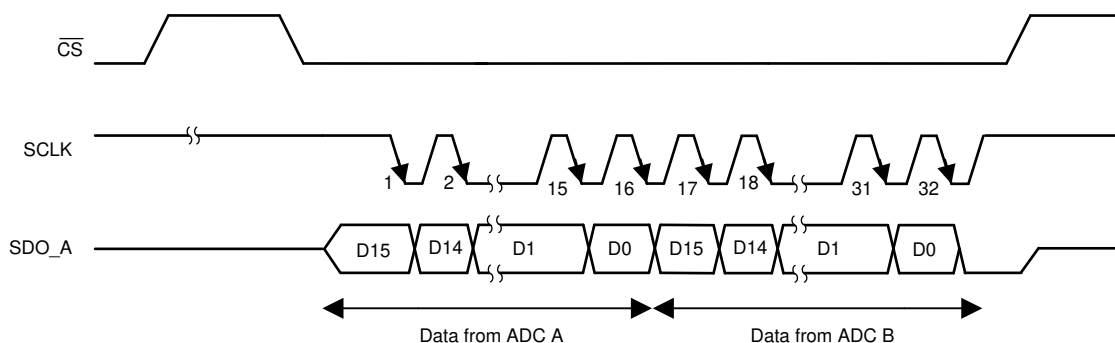 CS
SCLK
1 2 15 16 17 18 31 32
SDO_A
D15 D14 D1 D0 D15 D14 D1 D0
Data from ADC A Data from ADC B